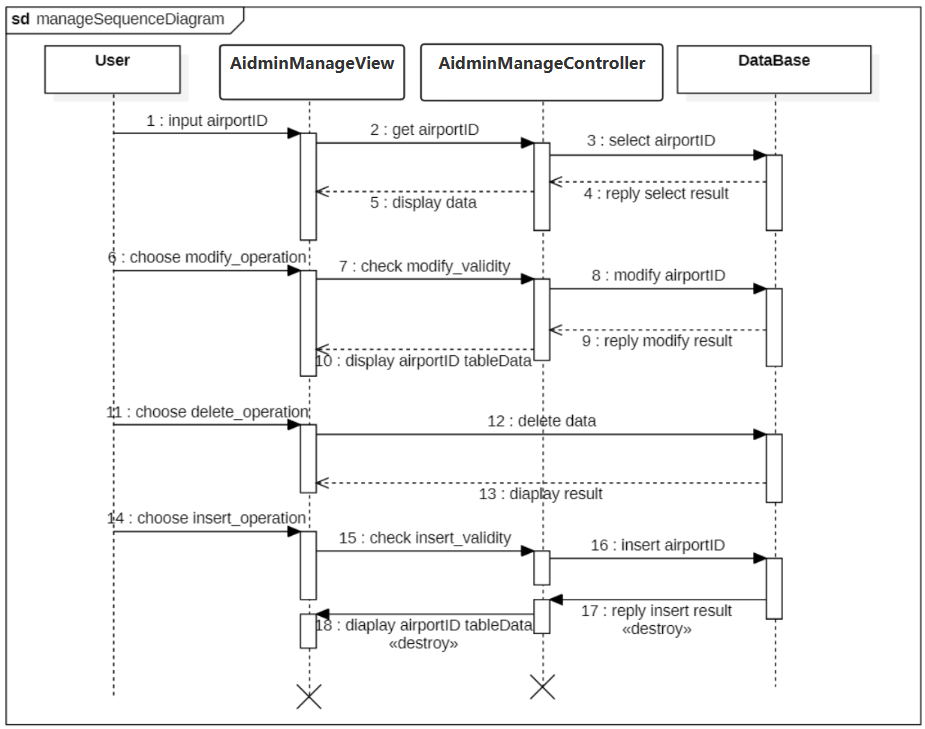 sd manageSequenceDiagram
User
AidminManageView
AidminManageController
DataBase
1 : input airportID
2 : get airportID
3 : select airportID
4 : reply select result
5 : display data
6 : choose modify_operation
7 : check modify_validity
8 : modify airportID
9 : reply modify result
10 : display airportID tableData
11 : choose delete_operation
12 : delete data
13 : diaplay result
14 : choose insert_operation
15 : check insert_validity
16 : insert airportID
17 : reply insert result
«destroy»
18 : diaplay airportID tableData
«destroy»